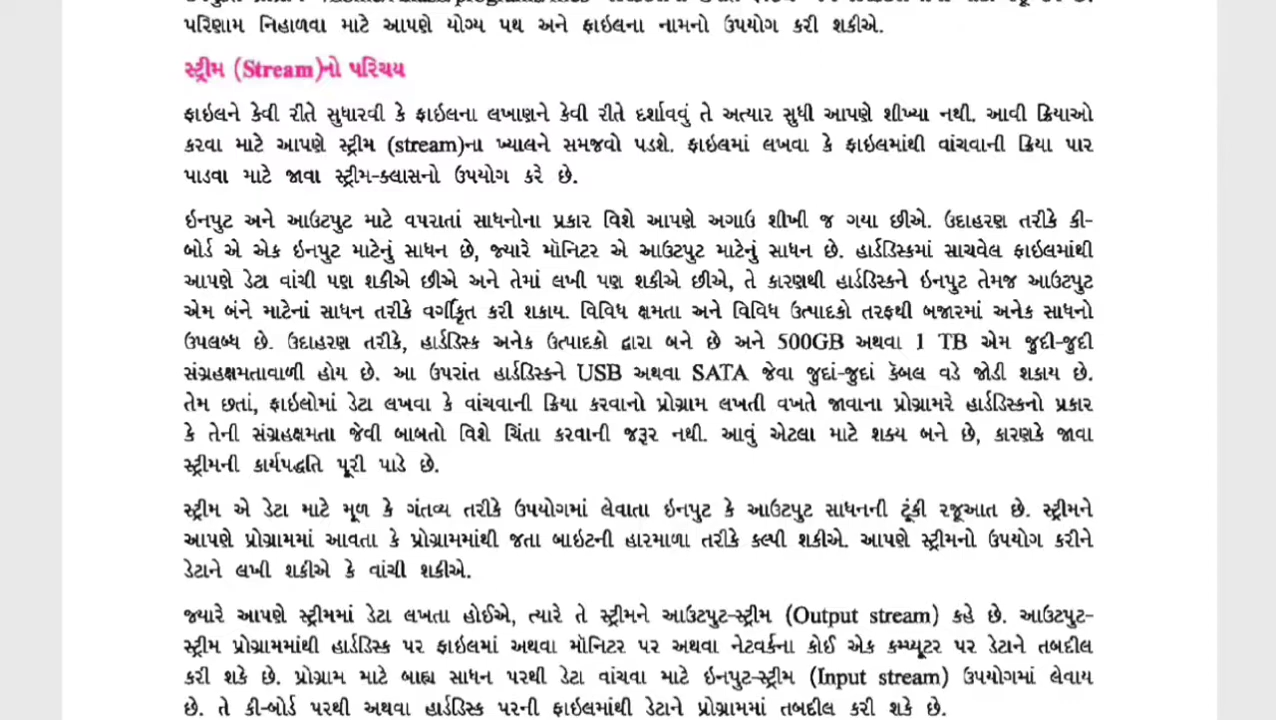 પરિણામ નિહાળવા માટે આપણે યોગ્ય પથ અને ફાઇલના નામનો ઉપયોગ કરી શકીએ.
સ્ટ્રીમ (Stream)નો પરિચય
ફાઇલને કેવી રીતે સુધારવી કે ફાઇલના લખાણને કેવી રીતે દર્શાવવું તે અત્યાર સુધી આપણે શીખ્યા નથી. આવી ક્રિયાઓ
કરવા માટે આપણે સ્ટ્રીમ (stream)ના ખ્યાલને સમજવો પડશે. ફાઇલમાં લખવા કે ફાઇલમાંથી વાંચવાની ક્રિયા પાર
પાડવા માટે જાવા સ્ટ્રીમ-ક્લાસનો ઉપયોગ કરે છે.
ઇનપુટ અને આઉટપુટ માટે વપરાતાં સાધનોના પ્રકાર વિશે આપણે અગાઉ શીખી જ ગયા છીએ. ઉદાહરણ તરીકે કી-
બોર્ડ એ એક ઇનપુટ માટેનું સાધન છે, જ્યારે મૉનિટર એ આઉટપુટ માટેનું સાધન છે. હાર્ડડિસ્કમાં સાચવેલ ફાઇલમાંથી
આપણે ડેટા વાંચી પણ શકીએ છીએ અને તેમાં લખી પણ શકીએ છીએ, તે કારણથી હાર્ડડિસ્કને ઇનપુટ તેમજ આઉટપુટ
એમ બંને માટેનાં સાધન તરીકે વર્ગીકૃત કરી શકાય. વિવિધ ક્ષમતા અને વિવિધ ઉત્પાદકો તરફથી બજારમાં અનેક સાધનો
ઉપલબ્ધ છે. ઉદાહરણ તરીકે, હાર્ડડિસ્ક અનેક ઉત્પાદકો દ્વારા બને છે અને 500GB અથવા 1 TB એમ જુદી-જુદી
સંગ્રહક્ષમતાવાળી હોય છે. આ ઉપરાંત હાર્ડડિસ્કને USB અથવા SATA જેવા જુદાં-જુદાં કૅબલ વડે જોડી શકાય છે.
તેમ છતાં, ફાઇલોમાં ડેટા લખવા કે વાંચવાની ક્રિયા કરવાનો પ્રોગ્રામ લખતી વખતે જાવાના પ્રોગ્રામરે હાર્ડડિસ્કનો પ્રકાર
કે તેની સંગ્રહક્ષમતા જેવી બાબતો વિશે ચિંતા કરવાની જરૂર નથી. આવું એટલા માટે શક્ય બને છે, કારણકે જાવા
સ્ટ્રીમની કાર્યપદ્ધતિ પૂરી પાડે છે.
સ્ટ્રીમ એ ડેટા માટે મૂળ કે ગંતવ્ય તરીકે ઉપયોગમાં લેવાતા ઇનપુટ કે આઉટપુટ સાધનની ટૂંકી રજૂઆત છે. સ્ટ્રીમને
આપણે પ્રોગ્રામમાં આવતા કે પ્રોગ્રામમાંથી જતા બાઇટની હારમાળા તરીકે કલ્પી શકીએ. આપણે સ્ટ્રીમનો ઉપયોગ કરીને
ડેટાને લખી શકીએ કે વાંચી શકીએ.
જ્યારે આપણે સ્ટ્રીમમાં ડેટા લખતા હોઈએ, ત્યારે તે સ્ટ્રીમને આઉટપુટ-સ્ટ્રીમ (Output stream) કહે છે. આઉટપુટ-
સ્ટ્રીમ પ્રોગ્રામમાંથી હાર્ડડિસ્ક પર ફાઇલમાં અથવા મૉનિટર પર અથવા નેટવર્કના કોઈ એક કમ્પ્યૂટર પર ડેટાને તબદીલ
કરી શકે છે. પ્રોગ્રામ માટે બાહ્ય સાધન પરથી ડેટા વાંચવા માટે ઇનપુટ-સ્ટ્રીમ (Input stream) ઉપયોગમાં લેવાય
છે. તે કી-બોર્ડ પરથી અથવા હાર્ડડિસ્ક પરની ફાઇલમાંથી ડેટાને પ્રોગ્રામમાં તબદીલ કરી શકે છે.